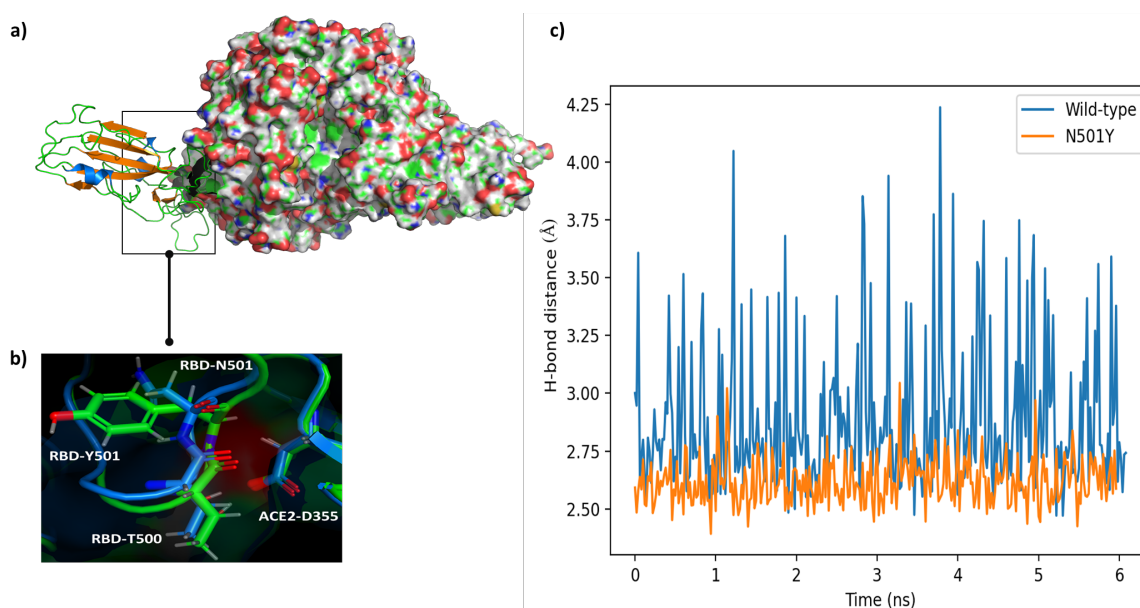 a)
b)
RBD-N501
RBD-Y501
ACE2-D355
RBD-T500
c)
Wild-type
N501Y
H-bond distance (Å)
4.25
4.00
3.75
3.50
3.25
3.00
2.75
2.50
0 1 2 3 4 5 6
Time (ns)